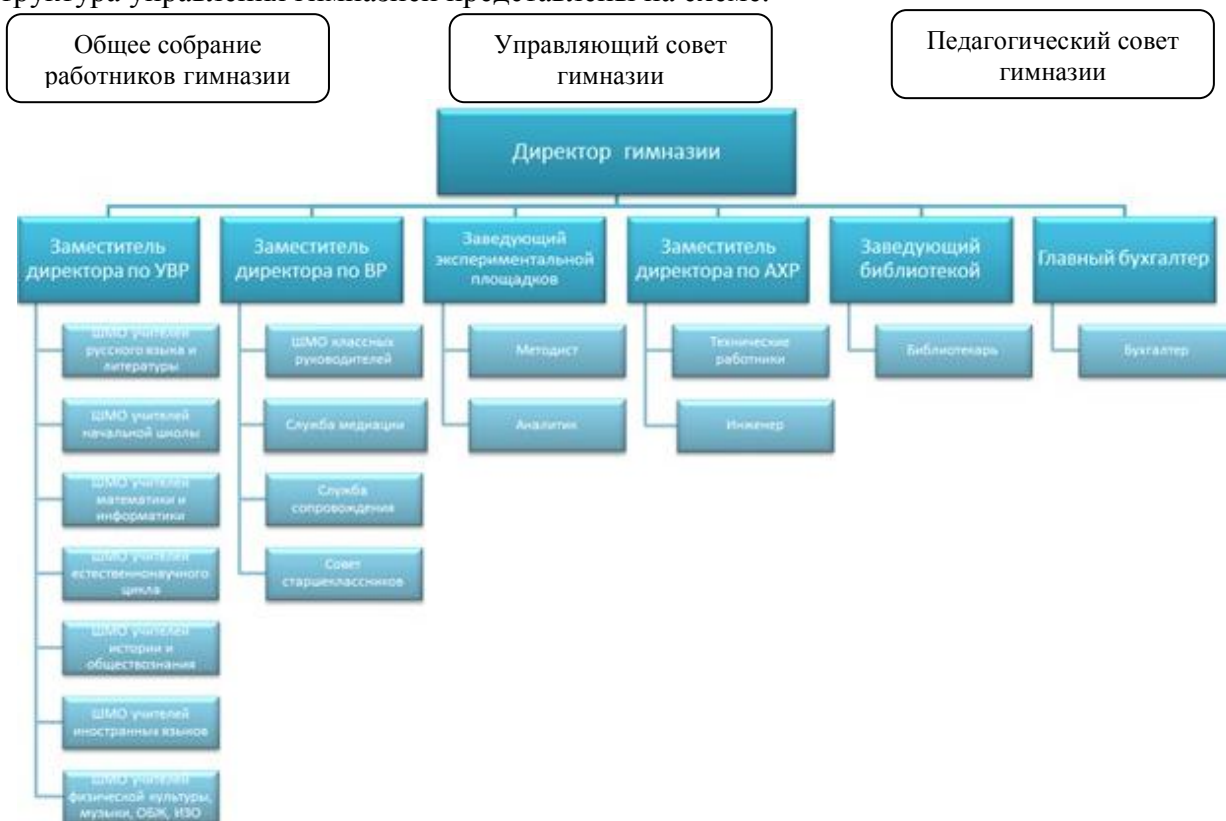 структура управления гимназией представлены на схеме:
Общее собрание
работников гимназии
Управляющий совет
гимназии
Педагогический совет
гимназии
Директор гимназии
Заместитель
директора по УВР
Заместитель
директора по ВР
Заведующий
экспериментальной
площадков
Заместитель
директора по АХР
Заведующий
библиотекой
Главный бухгалтер
ШМО учителей
русского языка и
литературы
ШМО учителей
начальной школы
ШМО учителей
математики и
информатики
ШМО учителей
естественнонаучного
цикла
ШМО учителей
истории и
обществознания
ШМО учителей
иностранных языков
ШМО учителей
физической культуры,
музыки, ОБЖ, ИЗО
ШМО классных
руководителей
Служба медиации
Служба
сопровождения
Совет
старшеклассников
Методист
Аналитик
Технические
работники
Инженер
Библиотекарь
Бухгалтер